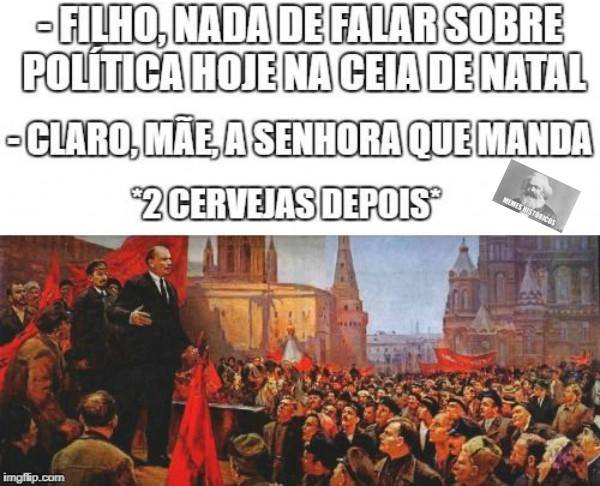 - FILHO, NADA DE FALAR SOBRE
POLÍTICA HOJE NA CEIA DE NATAL
- CLARO, MÃE, A SENHORA QUE MANDA
*2 CERVEJAS DEPOIS*
MEMES HISTÓRICOS
imgflip.com